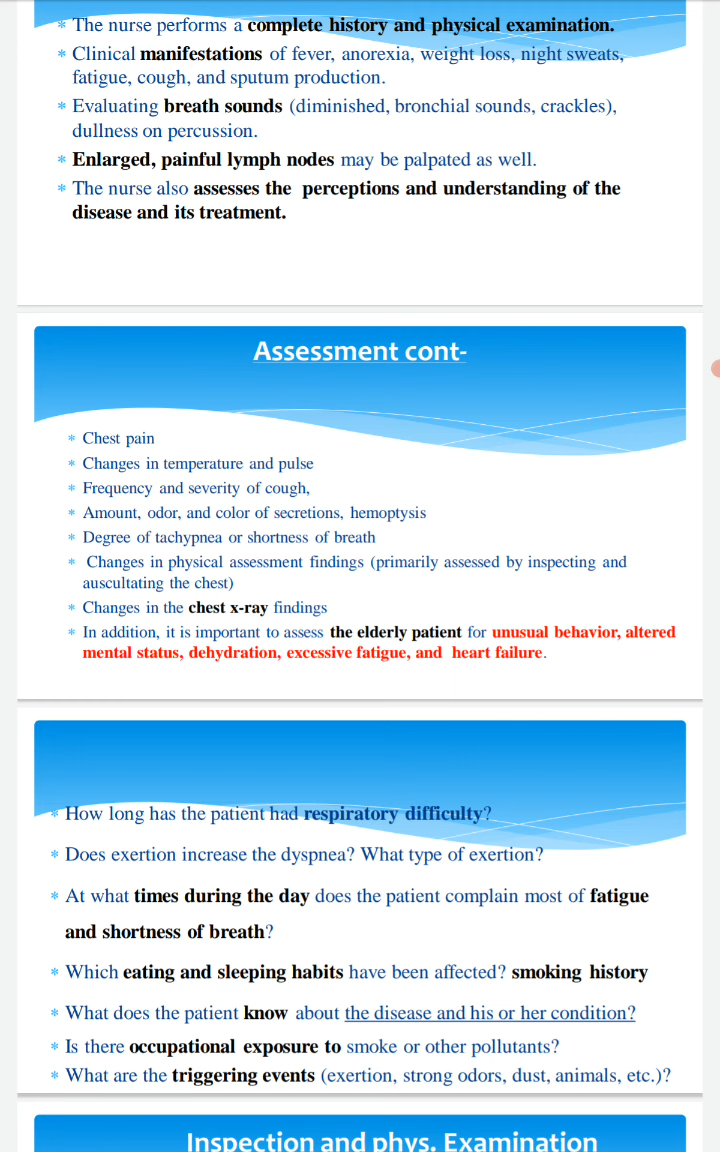 * The nurse performs a complete history and physical examination.
* Clinical manifestations of fever, anorexia, weight loss, night sweats,
fatigue, cough, and sputum production.
* Evaluating breath sounds (diminished, bronchial sounds, crackles),
dullness on percussion.
* Enlarged, painful lymph nodes may be palpated as well.
* The nurse also assesses the perceptions and understanding of the
disease and its treatment.
Assessment cont-
* Chest pain
* Changes in temperature and pulse
* Frequency and severity of cough,
* Amount, odor, and color of secretions, hemoptysis
* Degree of tachypnea or shortness of breath
* Changes in physical assessment findings (primarily assessed by inspecting and
auscultating the chest)
* Changes in the chest x-ray findings
* In addition, it is important to assess the elderly patient for unusual behavior, altered
mental status, dehydration, excessive fatigue, and heart failure.
* How long has the patient had respiratory difficulty?
* Does exertion increase the dyspnea? What type of exertion?
* At what times during the day does the patient complain most of fatigue
and shortness of breath?
* Which eating and sleeping habits have been affected? smoking history
* What does the patient know about the disease and his or her condition?
* Is there occupational exposure to smoke or other pollutants?
* What are the triggering events (exertion, strong odors, dust, animals, etc.)?
Inspection and phys. Examination